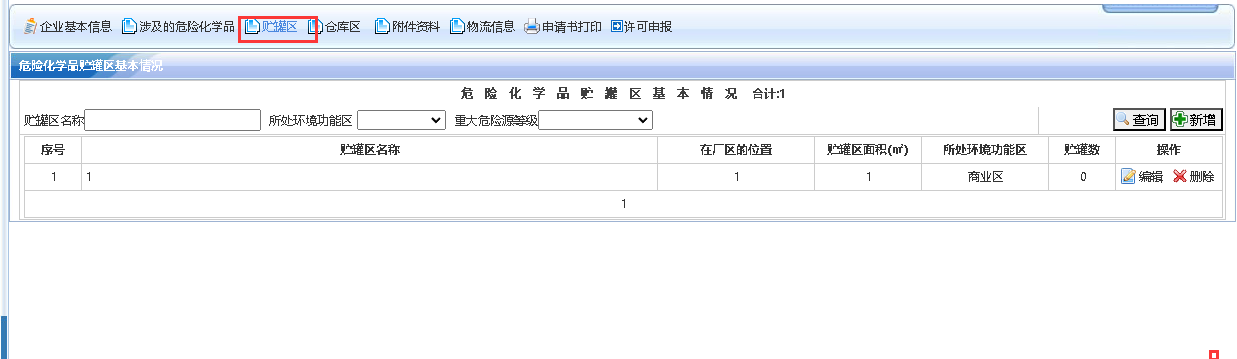 企业基本信息 涉及的危险化学品 贮罐区 仓库区 附件资料 物流信息 申请书打印 许可申报
危险化学品贮罐区基本情况
危险化学品贮罐区基本情况 合计:1
贮罐区名称 所处环境功能区 重大危险源等级 查询 新增
序号 贮罐区名称 在厂区的位置 贮罐区面积(㎡) 所处环境功能区 贮罐数 操作
1 1 1 1 商业区 0 编辑 删除
1